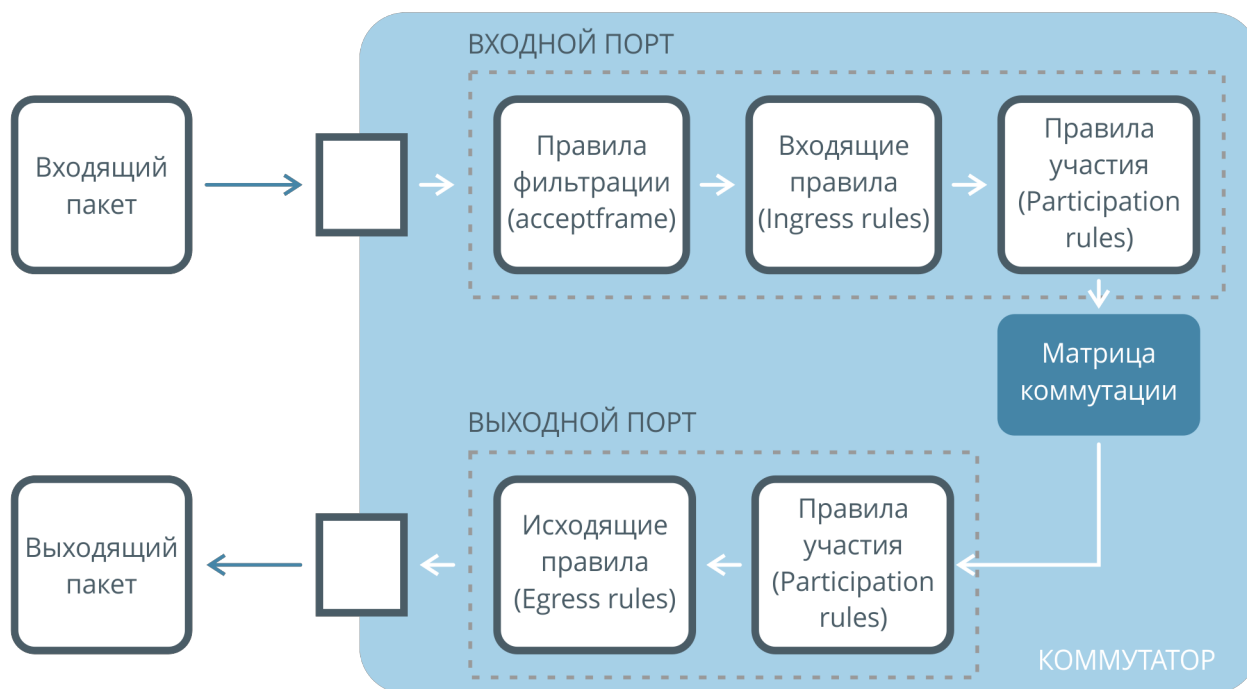 ВХОДНОЙ ПОРТ
Входящий
пакет
Правила
фильтрации
(acceptframe)
Входящие
правила
(Ingress rules)
Правила
участия
(Participation
rules)
Матрица
коммутации
ВЫХОДНОЙ ПОРТ
Выходящий
пакет
Исходящие
правила
(Egress rules)
Правила
участия
(Participation
rules)
КОММУТАТОР